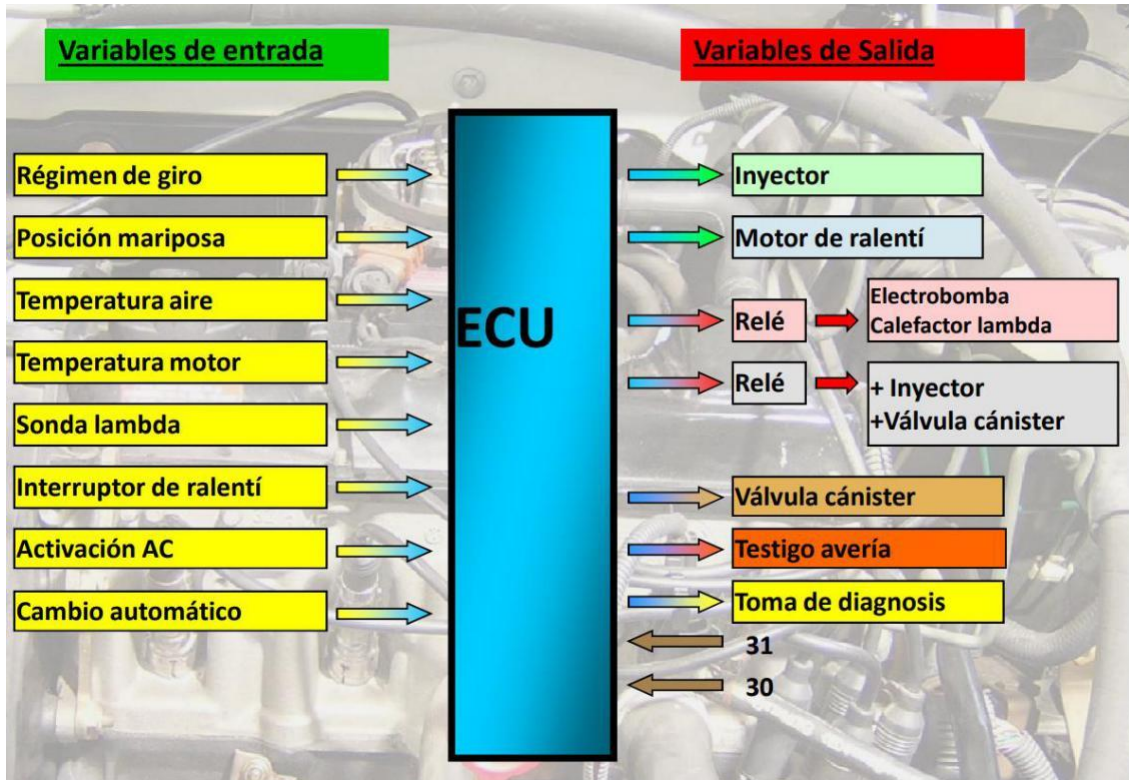 Variables de entrada
Variables de Salida
Régimen de giro
Posición mariposa
Temperatura aire
Temperatura motor
Sonda lambda
Interruptor de ralentí
Activación AC
Cambio automático
ECU
Inyector
Motor de ralentí
Relé
Electrobomba
Calefactor lambda
Relé
+ Inyector
+Válvula cánister
Válvula cánister
Testigo avería
Toma de diagnosis
31
30